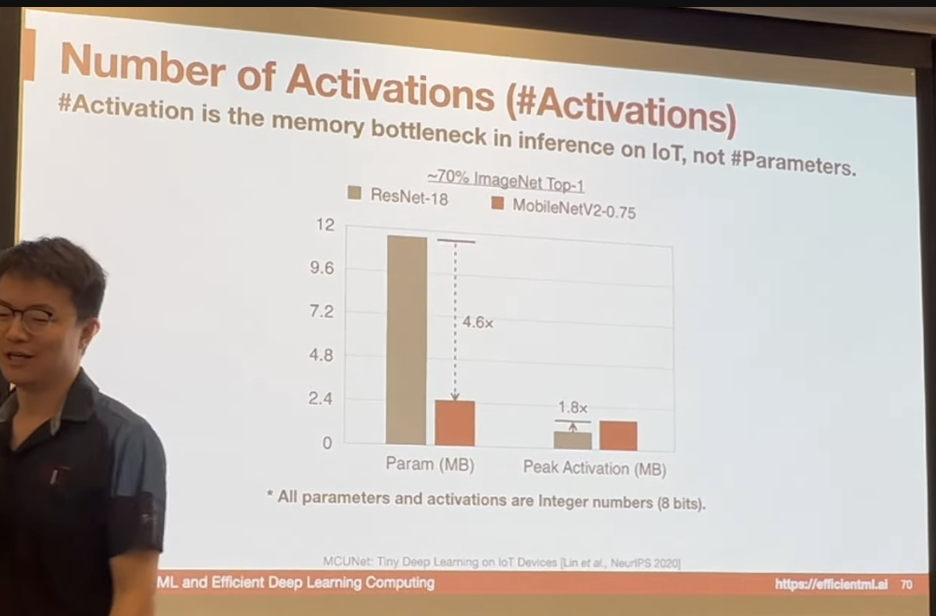 Number of Activations (#Activations)
#Activation is the memory bottleneck in inference on IoT, not #Parameters.
~70% ImageNet Top-1
ResNet-18 MobileNetV2-0.75
12
9.6
7.2
4.8
2.4
0
4.6×
1.8×
Param (MB) Peak Activation (MB)
* All parameters and activations are Integer numbers (8 bits).
MCUNet: Tiny Deep Learning on IoT Devices [Lin et al., NeurIPS 2020]
ML and Efficient Deep Learning Computing https://efficientml.ai 70